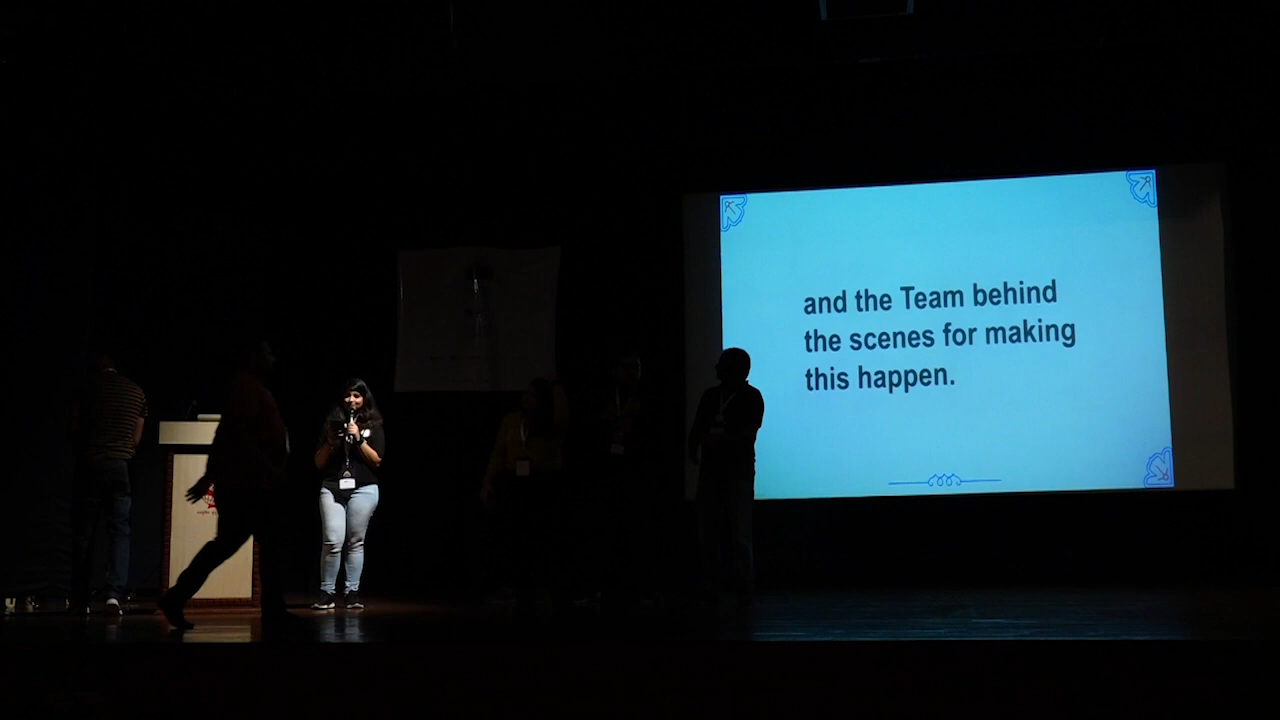 and the Team behind
the scenes for making
this happen.